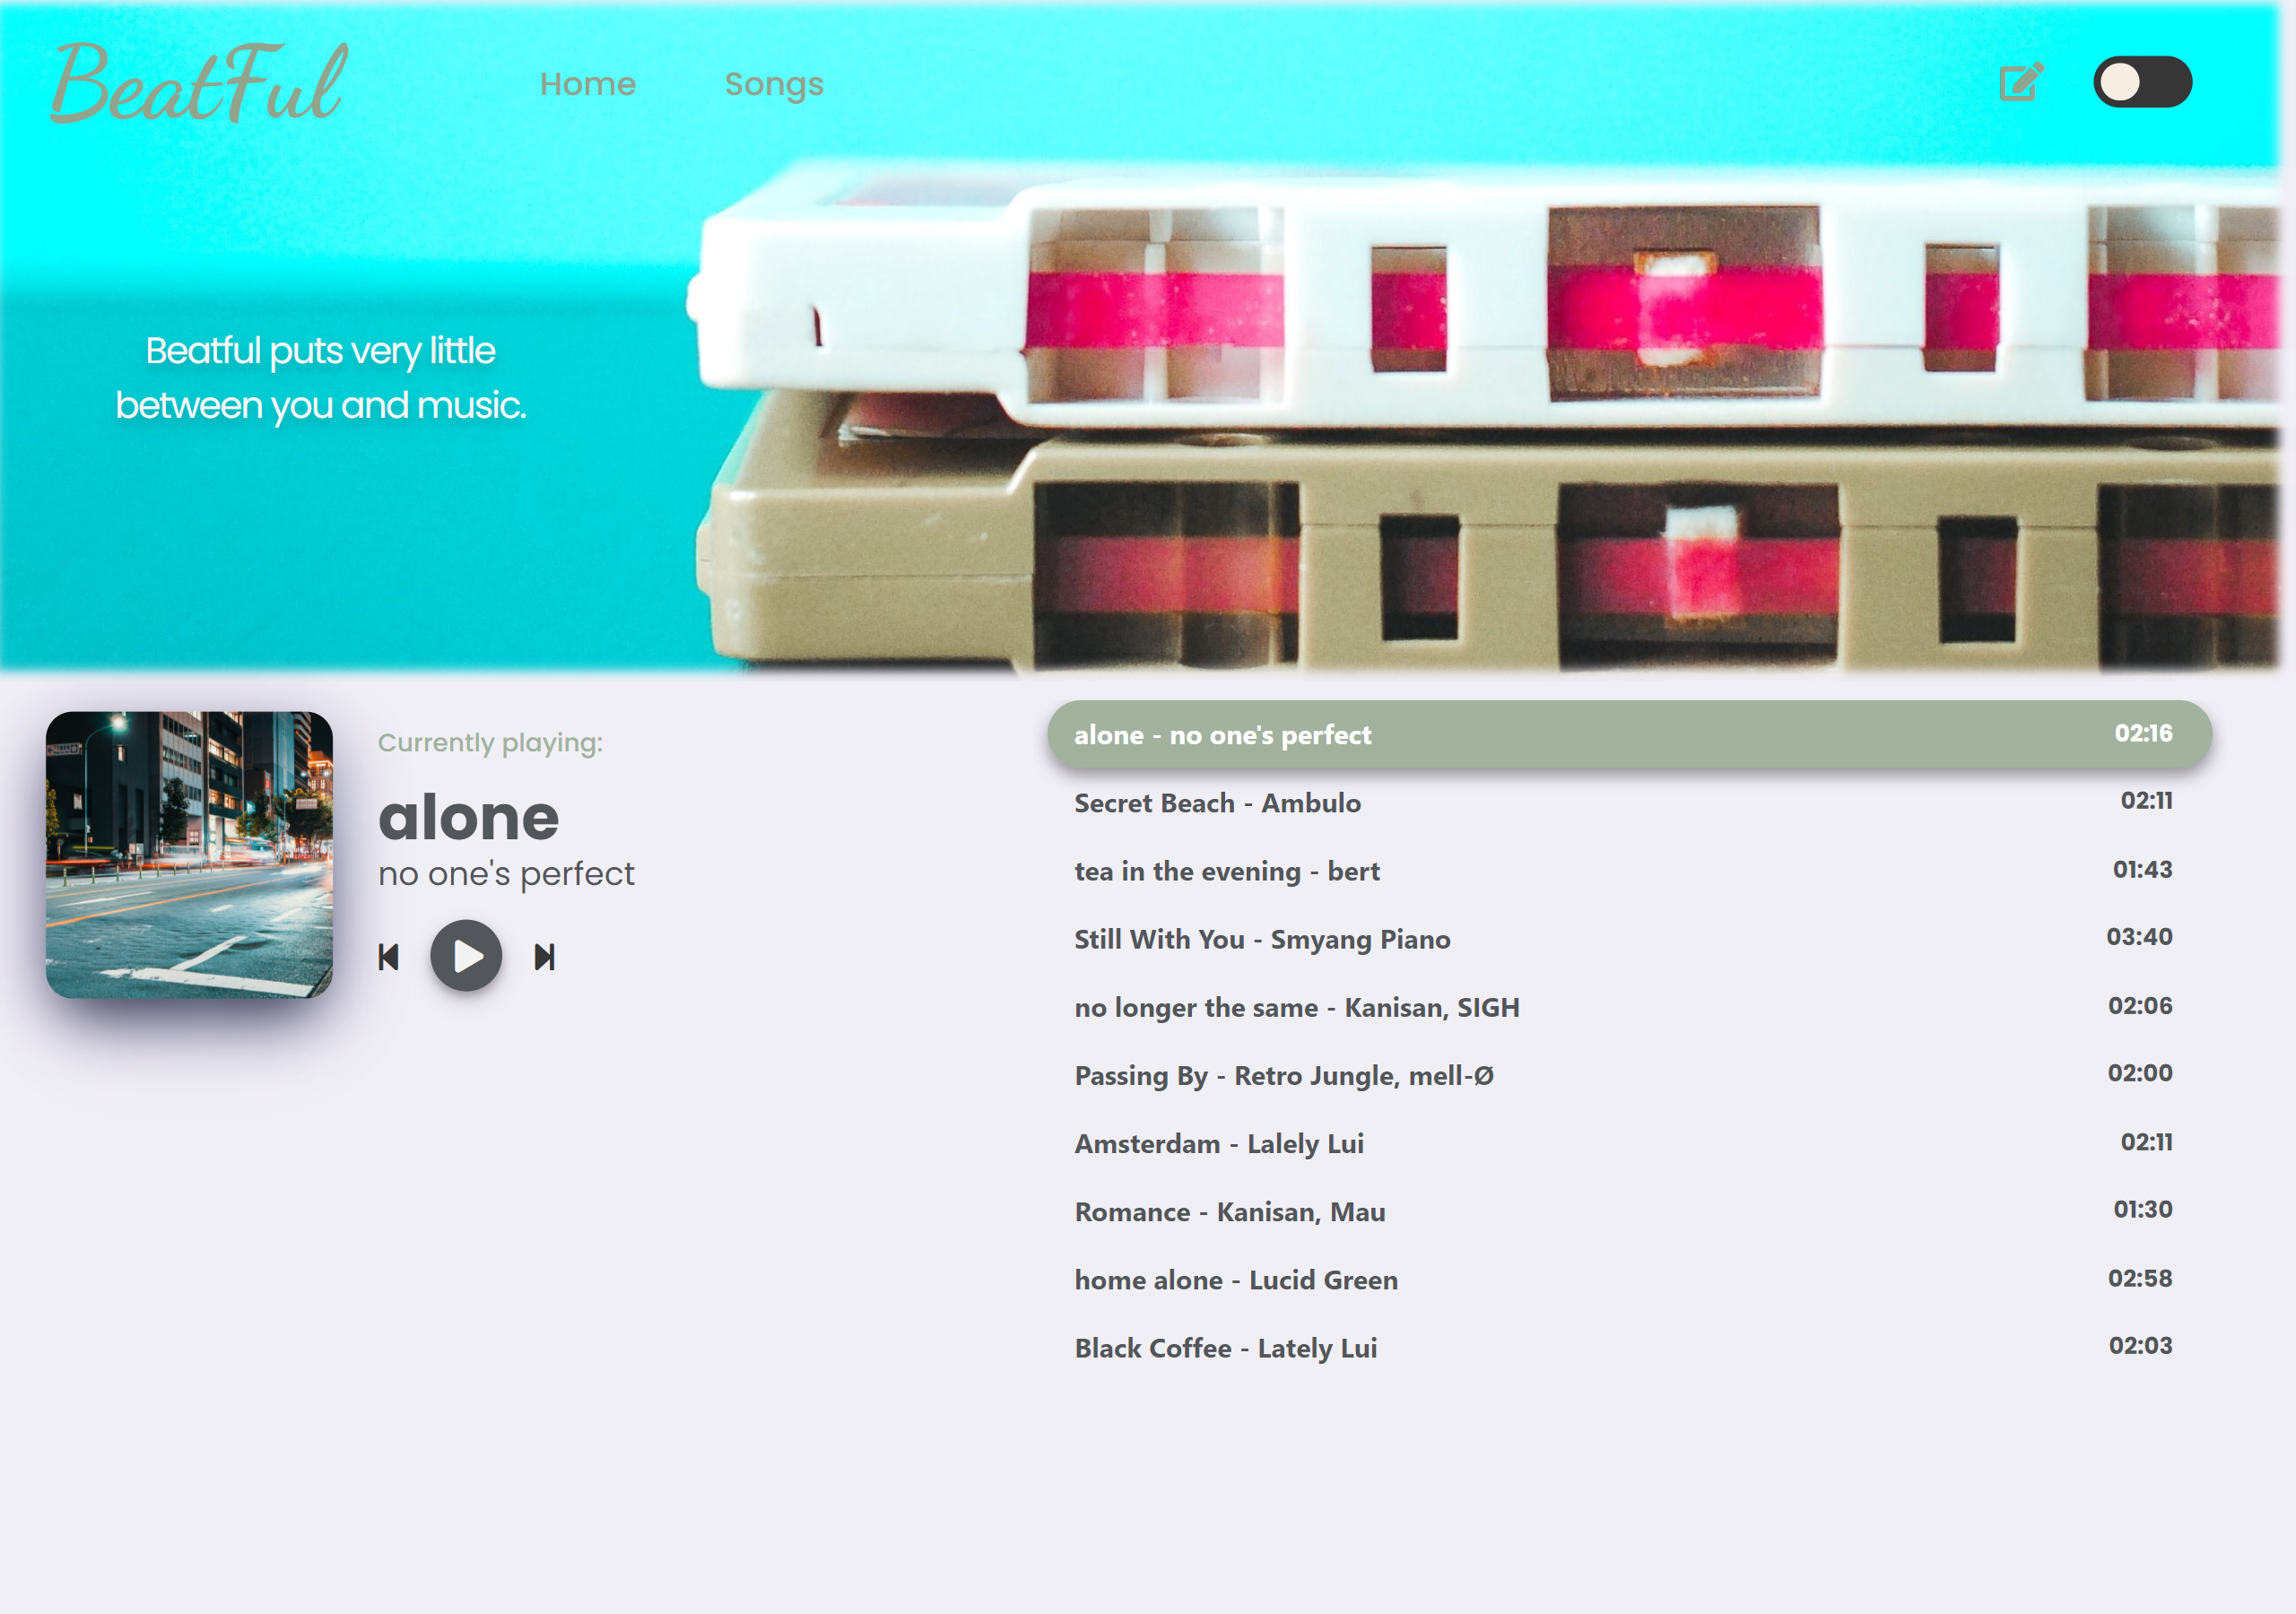 BeatFul
Home
Songs
Beatful puts very little
between you and music.
Currently playing:
alone
no one's perfect
alone - no one's perfect 02:16
Secret Beach - Ambulo 02:11
tea in the evening - bert 01:43
Still With You - Smyang Piano 03:40
no longer the same - Kanisan, SIGH 02:06
Passing By - Retro Jungle, mell-Ø 02:00
Amsterdam - Lalely Lui 02:11
Romance - Kanisan, Mau 01:30
home alone - Lucid Green 02:58
Black Coffee - Lately Lui 02:03